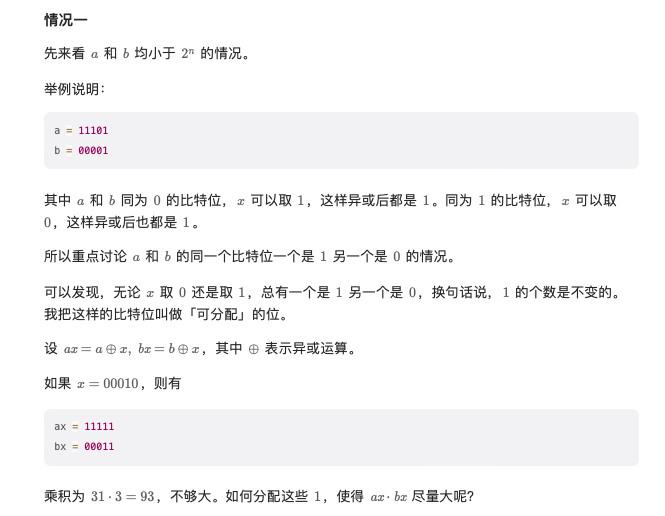 情况一
先来看 a 和 b 均小于 2ⁿ 的情况。
举例说明：
a = 11101
b = 00001
其中 a 和 b 同为 0 的比特位， x 可以取 1，这样异或后都是 1。同为 1 的比特位， x 可以取
0，这样异或后也都是 1。
所以重点讨论 a 和 b 的同一个比特位一个是 1 另一个是 0 的情况。
可以发现，无论 x 取 0 还是取 1，总有一个是 1 另一个是 0，换句话说， 1 的个数是不变的。
我把这样的比特位叫做「可分配」的位。
设 ax = a ⊕ x, bx = b ⊕ x，其中 ⊕ 表示异或运算。
如果 x = 00010，则有
ax = 11111
bx = 00011
乘积为 31 · 3 = 93，不够大。如何分配这些 1，使得 ax · bx 尽量大呢？